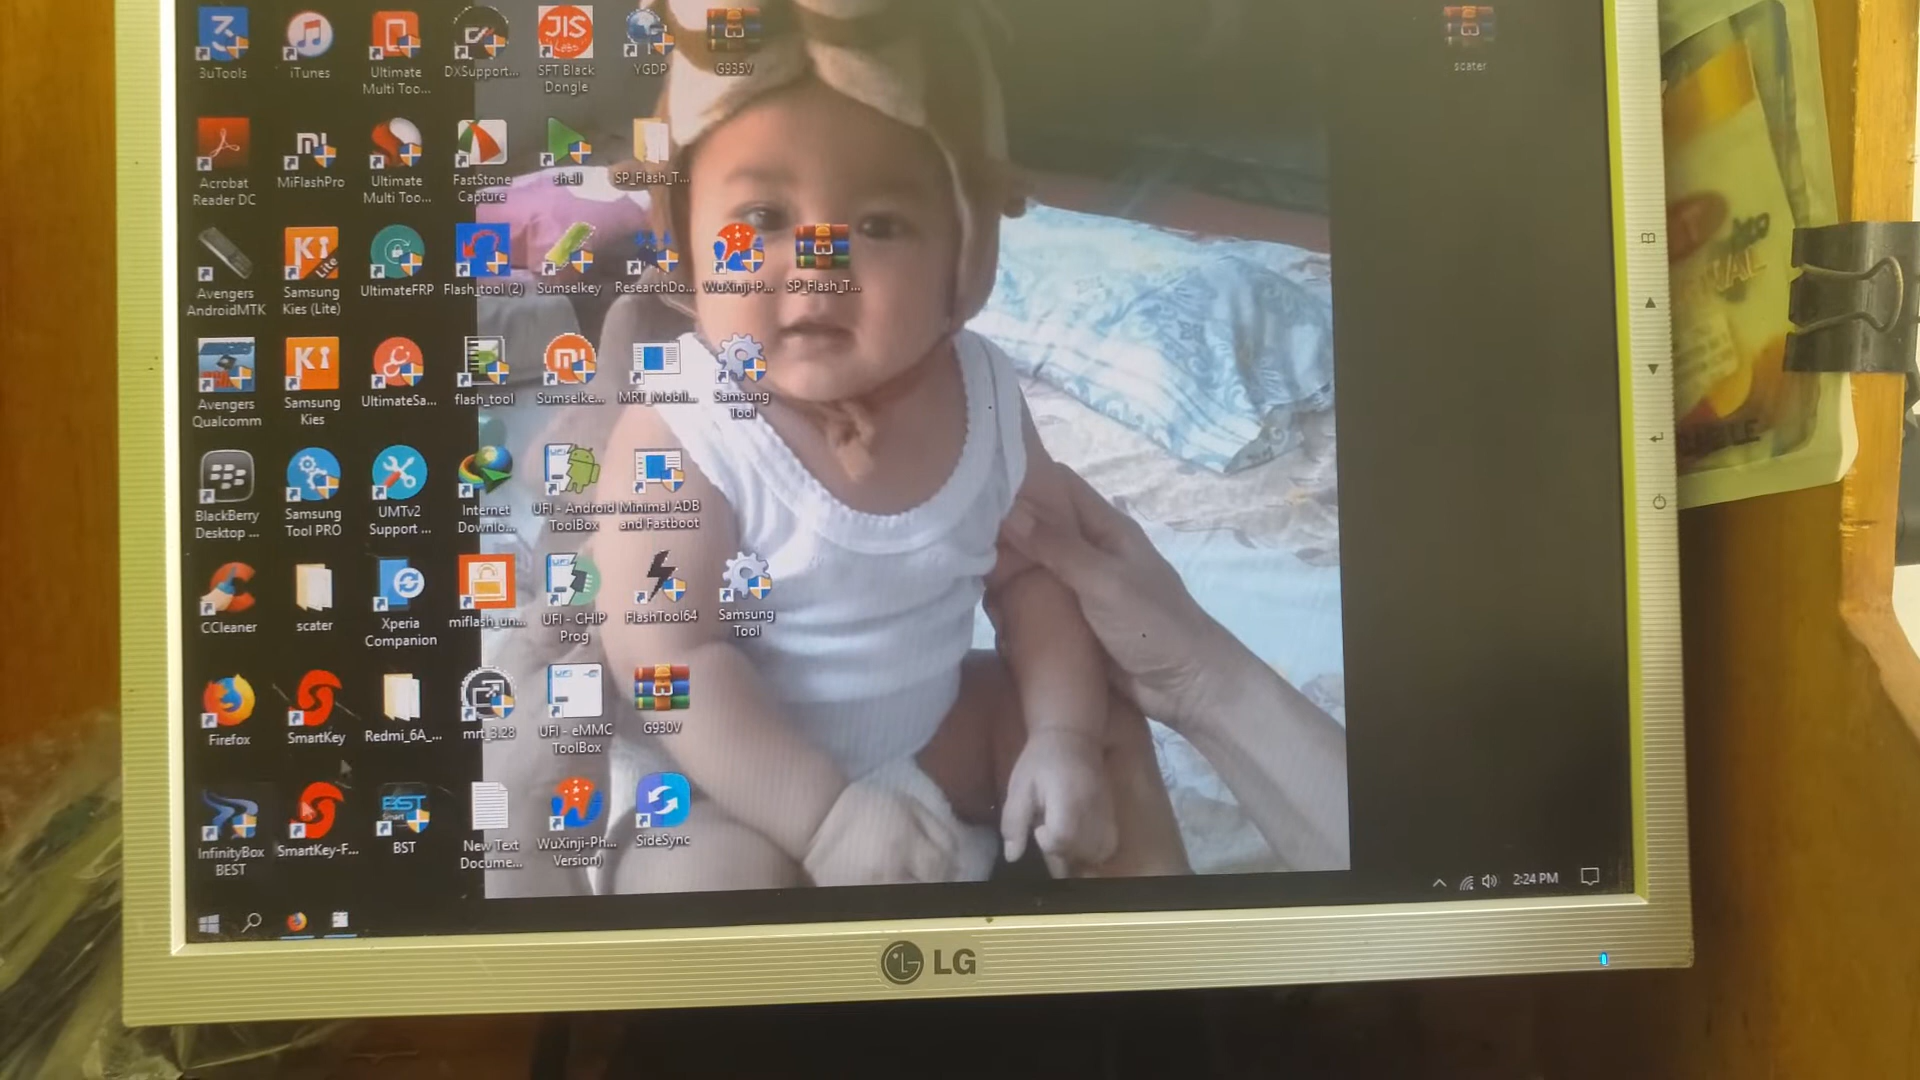 3uTools
iTunes
Ultimate
Multi Too...
DXSupport...
JIS
SFT Black
Dongle
YGDP
G935V
scater
Acrobat
Reader DC
MiFlashPro
Ultimate
Multi Too...
FastStone
Capture
shell
SP_Flash_T...
Avengers
AndroidMTK
Ki
Lite
Samsung
Kies (Lite)
UltimateFRP
Flash_tool (2)
Sumselkey
ResearchDo...
WuXinji-P...
SP_Flash_T...
Avengers
Qualcomm
Ki
Samsung
Kies
UltimateSa...
flash_tool
Sumselke...
MRT_Mobil...
Samsung
Tool
BlackBerry
Desktop ...
Samsung
Tool PRO
UMTv2
Support ...
Internet
Downlo...
UFI - Android
ToolBox
Minimal ADB
and Fastboot
CCleaner
scater
Xperia
Companion
miflash_un...
UFI - CHIP
Prog
FlashTool64
Samsung
Tool
Firefox
SmartKey
Redmi_6A_...
mrt_3.28
UFI - eMMC
ToolBox
G930V
InfinityBox
BEST
SmartKey-F...
BST
BST
New Text
Docume...
WuXinji-Ph...
Version)
SideSync
2:24 PM
LG